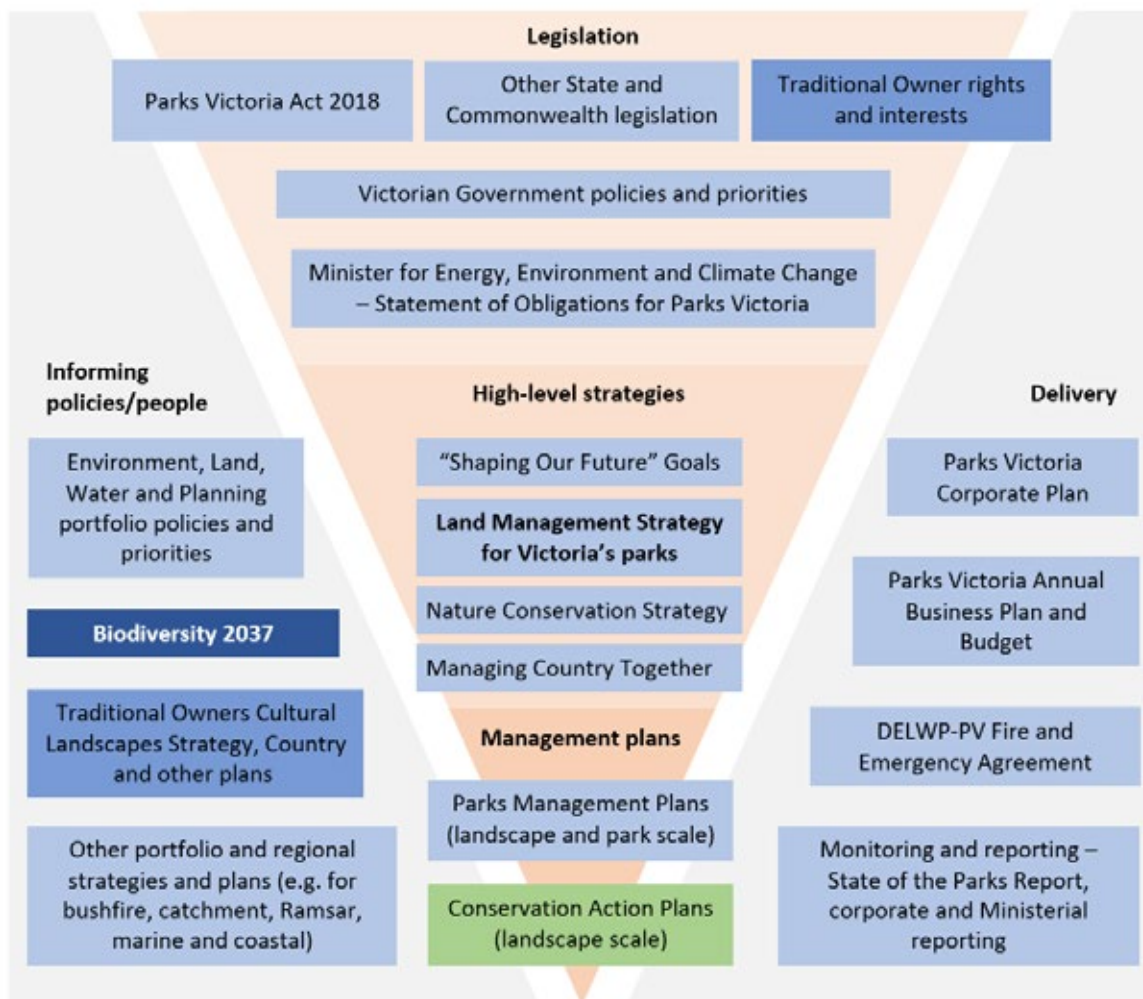 Legislation
Parks Victoria Act 2018
Other State and
Commonwealth legislation
Traditional Owner rights
and interests
Victorian Government policies and priorities
Minister for Energy, Environment and Climate Change
– Statement of Obligations for Parks Victoria
Informing
policies/people
Environment, Land,
Water and Planning
portfolio policies and
priorities
Biodiversity 2037
Traditional Owners Cultural
Landscapes Strategy, Country
and other plans
Other portfolio and regional
strategies and plans (e.g. for
bushfire, catchment, Ramsar,
marine and coastal)
High-level strategies
“Shaping Our Future” Goals
Land Management Strategy
for Victoria’s parks
Nature Conservation Strategy
Managing Country Together
Management plans
Parks Management Plans
(landscape and park scale)
Conservation Action Plans
(landscape scale)
Delivery
Parks Victoria
Corporate Plan
Parks Victoria Annual
Business Plan and
Budget
DELWP-PV Fire and
Emergency Agreement
Monitoring and reporting –
State of the Parks Report,
corporate and Ministerial
reporting